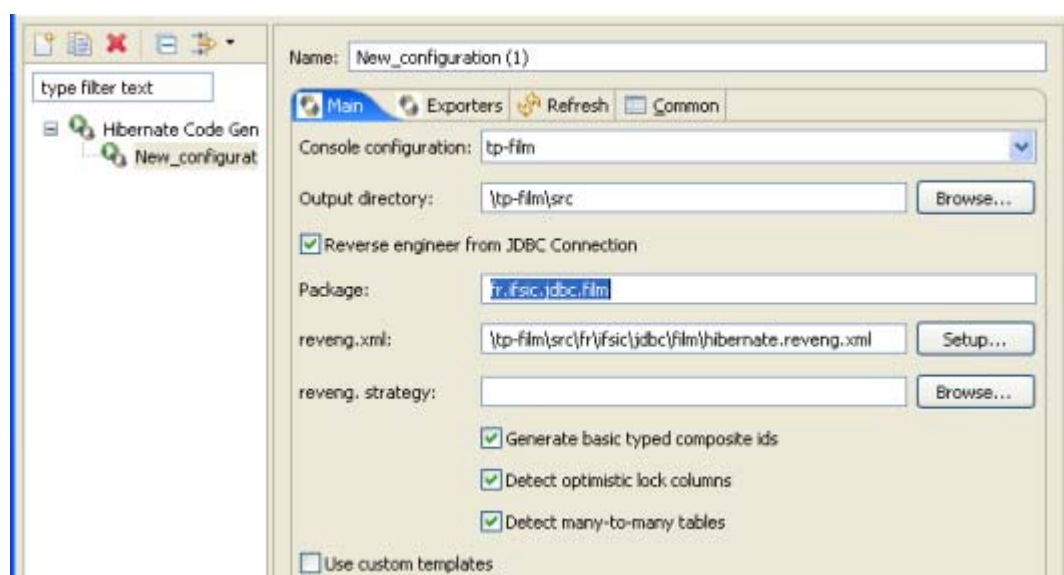 type filter text
Hibernate Code Gen
New_configurat
Name: New_configuration (1)
Main Exporters Refresh Common
Console configuration: tp-film
Output directory: \tp-film\src Browse...
Reverse engineer from JDBC Connection
Package: fr.ifsic.jdbc.film
reveng.xml: \tp-film\src\fr\ifsic\jdbc\film\hibernate.reveng.xml Setup...
reveng. strategy: Browse...
Generate basic typed composite ids
Detect optimistic lock columns
Detect many-to-many tables
Use custom templates